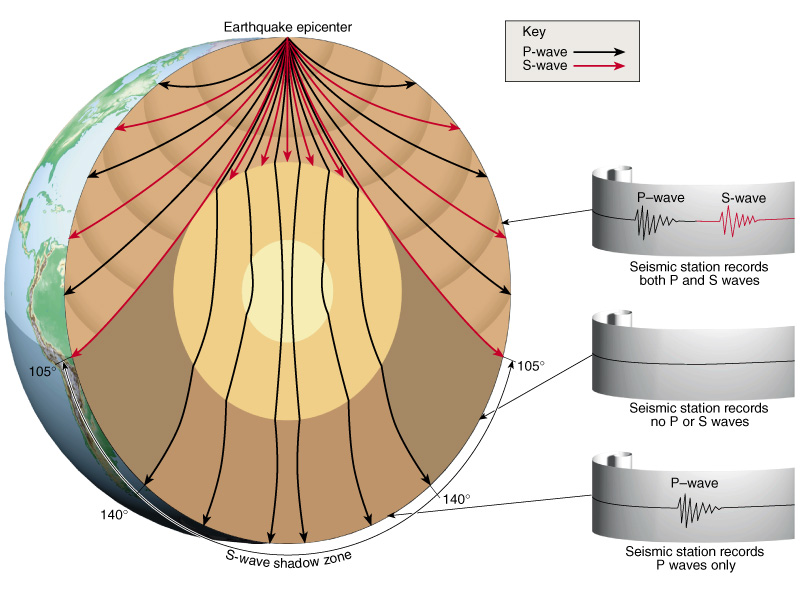 Earthquake epicenter
Key
P-wave
S-wave
P–wave
S-wave
Seismic station records
both P and S waves
105°
105°
Seismic station records
no P or S waves
140°
140°
P–wave
S-wave shadow zone
Seismic station records
P waves only